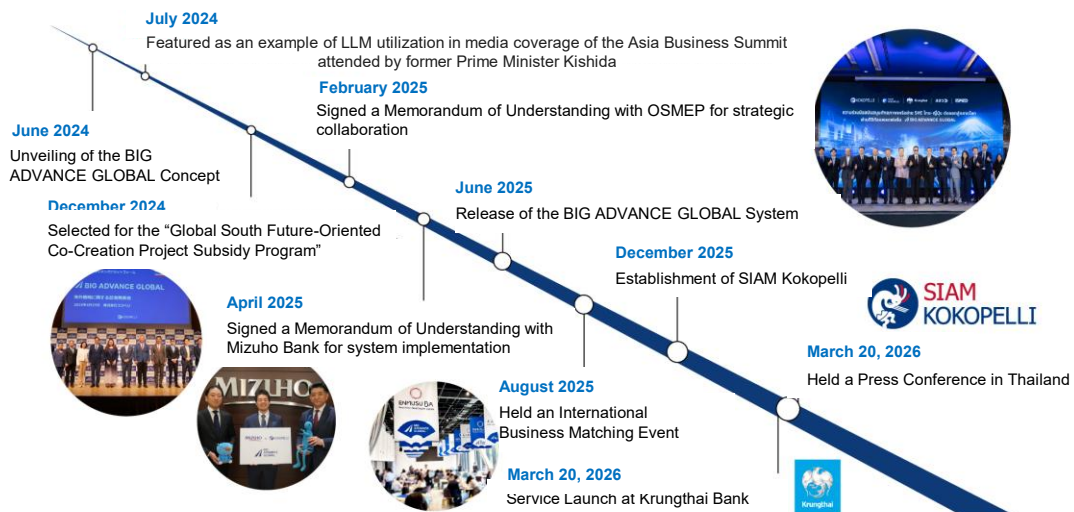 July 2024
Featured as an example of LLM utilization in media coverage of the Asia Business Summit
attended by former Prime Minister Kishida
February 2025
Signed a Memorandum of Understanding with OSMEP for strategic
collaboration
June 2024
Unveiling of the BIG
ADVANCE GLOBAL Concept
June 2025
Release of the BIG ADVANCE GLOBAL System
December 2024
Selected for the “Global South Future-Oriented
Co-Creation Project Subsidy Program”
December 2025
Establishment of SIAM Kokopelli
BIG ADVANCE GLOBAL
April 2025
Signed a Memorandum of Understanding with
Mizuho Bank for system implementation
SIAM
KOKOPELLI
March 20, 2026
Held a Press Conference in Thailand
MIZUHO
August 2025
Held an International
Business Matching Event
March 20, 2026
Service Launch at Krungthai Bank
Krungthai